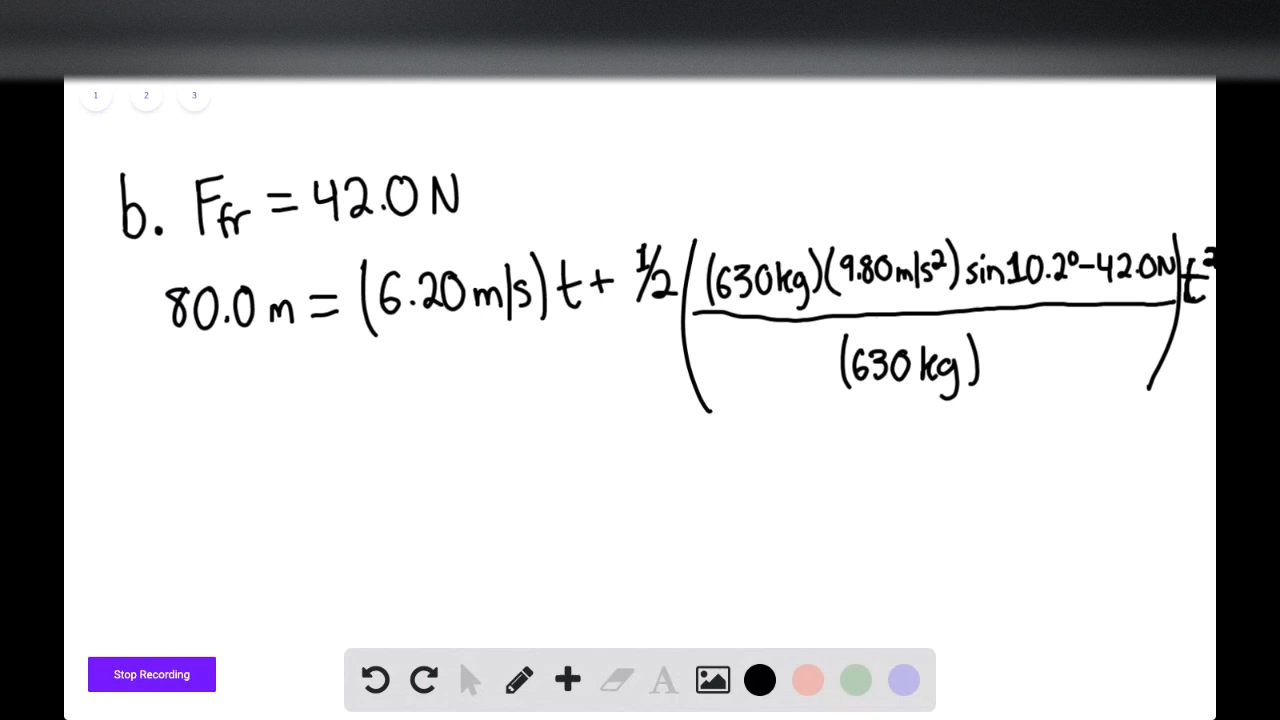 1 2 3
b. Ffr = 42.0 N
80.0 m = (6.20 m/s) t + 1/2 ((630 kg)(9.80 m/s²) sin 10.2° - 42.0 N) t²
(630 kg)
Stop Recording
A